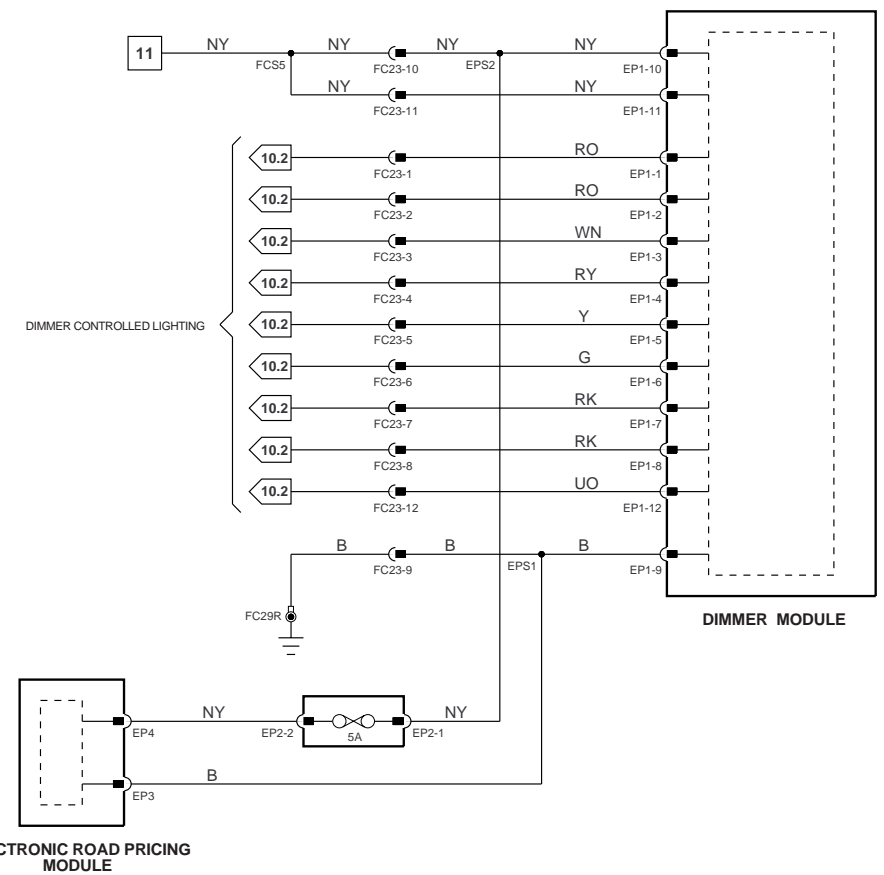 11 NY NY NY NY
FCS5 FC23-10 EPS2 EP1-10
NY NY
FC23-11 EP1-11
10.2 RO
FC23-1 EP1-1
10.2 RO
FC23-2 EP1-2
10.2 WN
FC23-3 EP1-3
10.2 RY
FC23-4 EP1-4
DIMMER CONTROLLED LIGHTING 10.2 Y
FC23-5 EP1-5
10.2 G
FC23-6 EP1-6
10.2 RK
FC23-7 EP1-7
10.2 RK
FC23-8 EP1-8
10.2 UO
FC23-12 EP1-12
B B B
FC23-9 EPS1 EP1-9
FC29R
DIMMER MODULE
NY NY
EP4 EP2-2 5A EP2-1
B
EP3
CTRONIC ROAD PRICING
MODULE